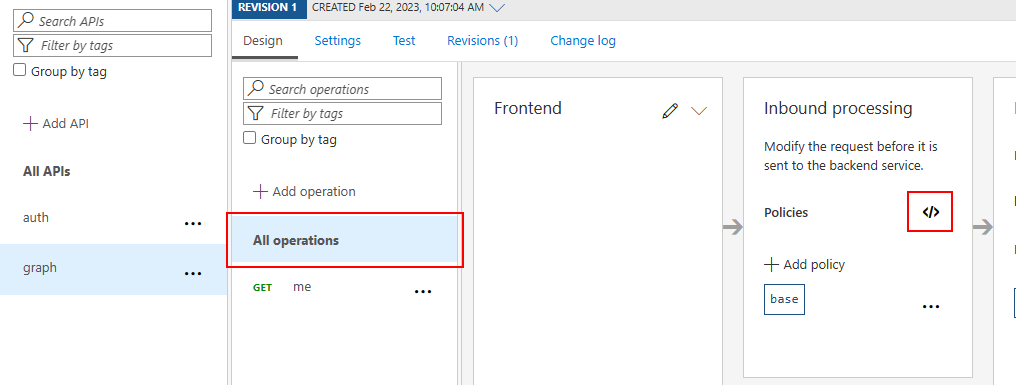 REVISION 1 CREATED Feb 22, 2023, 10:07:04 AM
Search APIs
Filter by tags
Group by tag
Add API
All APIs
auth
graph
Design Settings Test Revisions (1) Change log
Search operations
Filter by tags
Group by tag
Add operation
All operations
GET me
Frontend
Inbound processing
Modify the request before it is
sent to the backend service.
Policies </>
Add policy
base